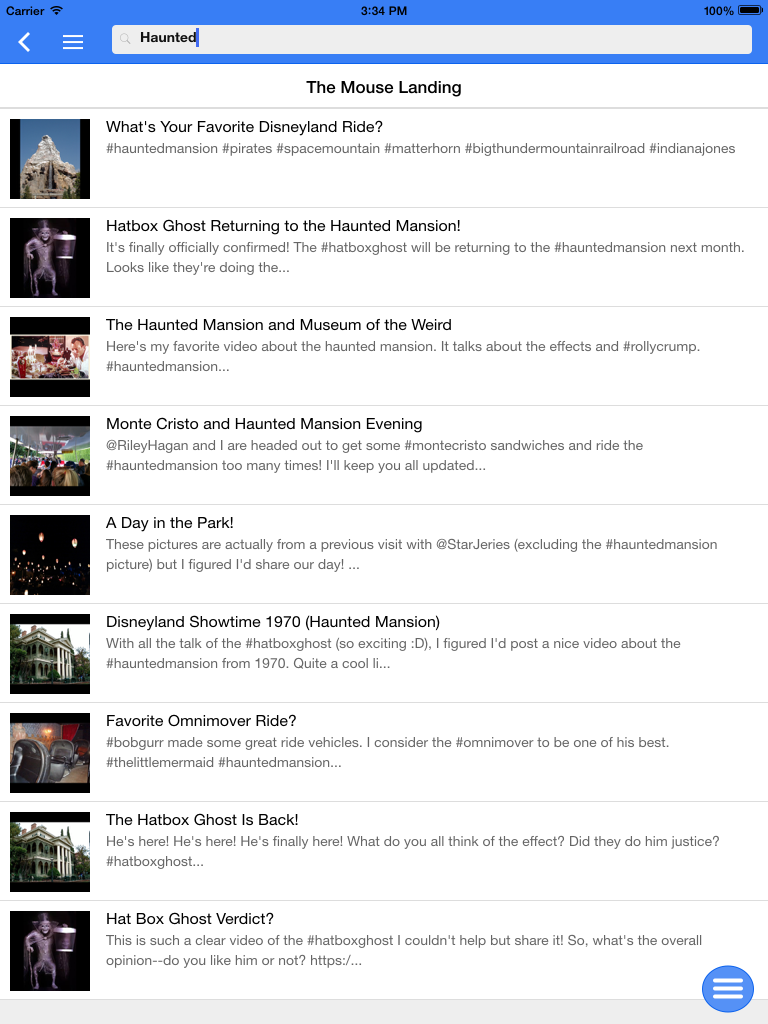 Carrier 3:34 PM 100%
Haunted
The Mouse Landing
What's Your Favorite Disneyland Ride?
#hauntedmansion #pirates #spacemountain #matterhorn #bigthundermountainrailroad #indianajones
Hatbox Ghost Returning to the Haunted Mansion!
It's finally officially confirmed! The #hatboxghost will be returning to the #hauntedmansion next month.
Looks like they're doing the...
The Haunted Mansion and Museum of the Weird
Here's my favorite video about the haunted mansion. It talks about the effects and #rollycrump.
#hauntedmansion...
Monte Cristo and Haunted Mansion Evening
@RileyHagan and I are headed out to get some #montecristo sandwiches and ride the
#hauntedmansion too many times! I'll keep you all updated...
A Day in the Park!
These pictures are actually from a previous visit with @StarJeries (excluding the #hauntedmansion
picture) but I figured I'd share our day! ...
Disneyland Showtime 1970 (Haunted Mansion)
With all the talk of the #hatboxghost (so exciting :D), I figured I'd post a nice video about the
#hauntedmansion from 1970. Quite a cool li...
Favorite Omnimover Ride?
#bobgurr made some great ride vehicles. I consider the #omnimover to be one of his best.
#thelittlemermaid #hauntedmansion...
The Hatbox Ghost Is Back!
He's here! He's here! He's finally here! What do you all think of the effect? Did they do him justice?
#hatboxghost...
Hat Box Ghost Verdict?
This is such a clear video of the #hatboxghost I couldn't help but share it! So, what's the overall
opinion--do you like him or not? https:/...